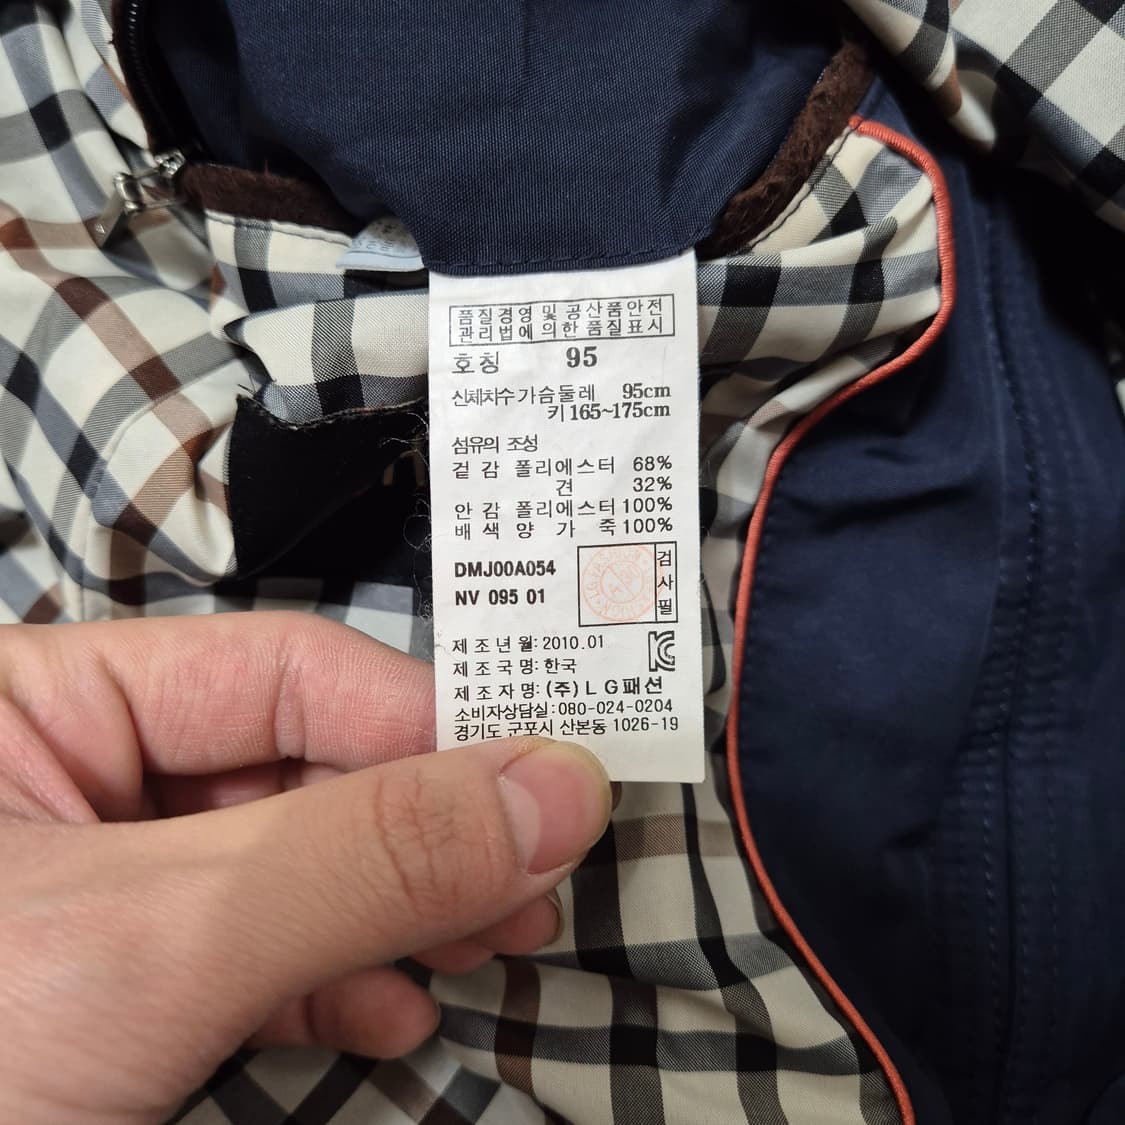 품질경영 및 공산품안전
관리법에 의한 품질표시
호칭 95
신체치수 가슴둘레 95cm
키 165~175cm
섬유의 조성
겉감 폴리에스터 68%
견 32%
안감 폴리에스터 100%
배색 양가죽 100%
DMJ00A054
NV 095 01
검사필
제조년월: 2010.01
제조국명: 한국
제조자명: (주)LG패션
소비자상담실: 080-024-0204
경기도 군포시 산본동 1026-19